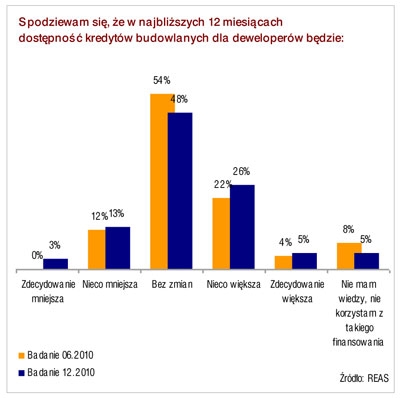 Spodziewam się, że w najbliższych 12 miesiącach
dostępność kredytów budowlanych dla deweloperów będzie:
54%
48%
26%
22%
12%
13%
8%
0%
3%
4%
5%
5%
Zdecydowanie
mniejsza
Nieco mniejsza
Bez zmian
Nieco większa
Zdecydowanie
większa
Nie mam
wiedzy, nie
korzystam z
takiego
finansowania
Badanie 06.2010
Badanie 12.2010
Źródło: REAS